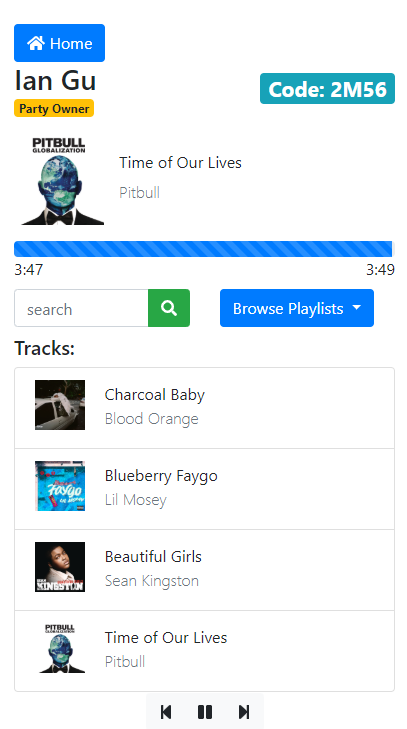 Home
Ian Gu
Code: 2M56
Party Owner
PITBULL
GLOBALIZATION
Time of Our Lives
Pitbull
3:47
3:49
search
Browse Playlists
Tracks:
Charcoal Baby
Blood Orange
Faygo
Blueberry Faygo
Lil Mosey
KINGSTON
Beautiful Girls
Sean Kingston
PITBULL
GLOBALIZATION
Time of Our Lives
Pitbull